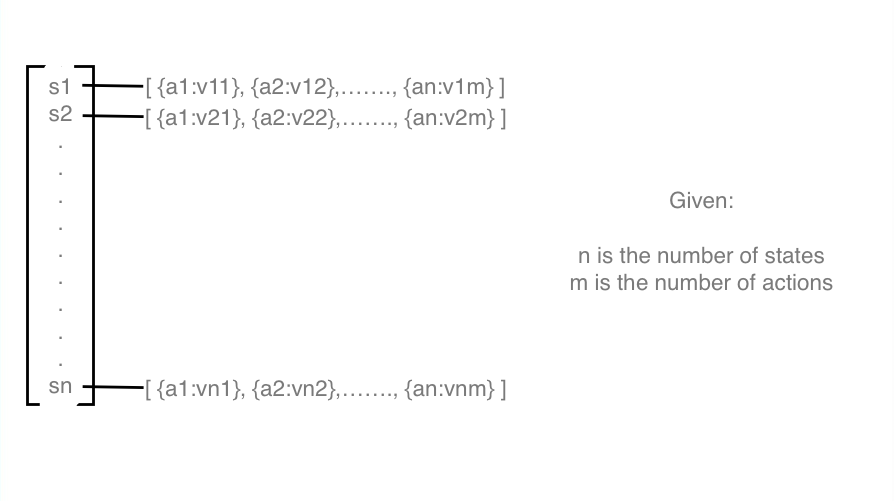 s1 [ {a1:v11}, {a2:v12},……., {an:v1m} ]
s2 [ {a1:v21}, {a2:v22},……., {an:v2m} ]
.
.
.
Given:
.
.
n is the number of states
.
m is the number of actions
.
.
.
sn [ {a1:vn1}, {a2:vn2},……., {an:vnm} ]